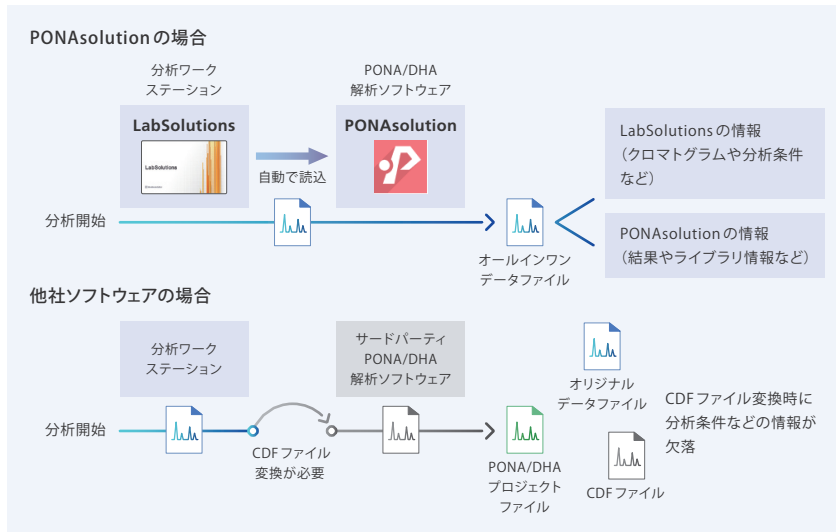 PONAsolutionの場合
分析ワーク
ステーション
PONA/DHA
解析ソフトウェア
LabSolutions
LabSolutions
自動で読込
PONAsolution
分析開始
オールインワン
データファイル
LabSolutionsの情報
（クロマトグラムや分析条件
など）
PONAsolutionの情報
（結果やライブラリ情報など）
他社ソフトウェアの場合
分析ワーク
ステーション
サードパーティ
PONA/DHA
解析ソフトウェア
分析開始
CDFファイル
変換が必要
PONA/DHA
プロジェクト
ファイル
オリジナル
データファイル
CDFファイル
CDFファイル変換時に
分析条件などの情報が
欠落